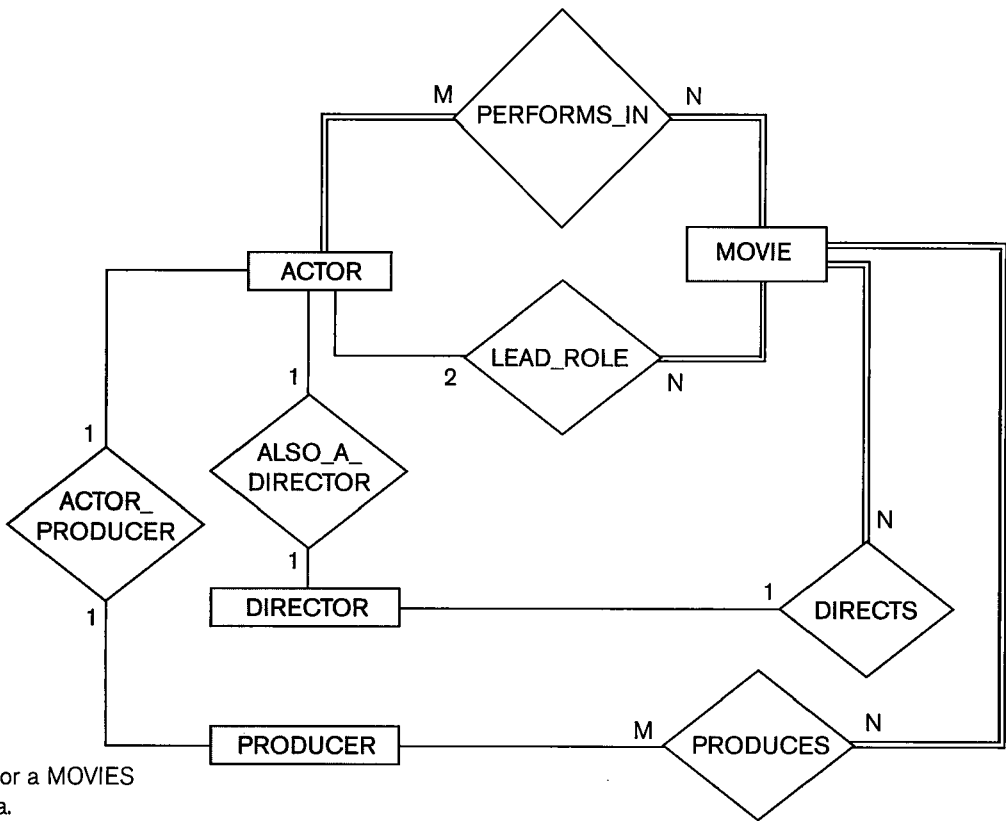 M
PERFORMS_IN
N
MOVIE
ACTOR
LEAD_ROLE
2
N
1
1
ALSO_A_
DIRECTOR
ACTOR_
PRODUCER
N
1
1
DIRECTOR
1
DIRECTS
M
N
PRODUCER
PRODUCES
or a MOVIES
a.